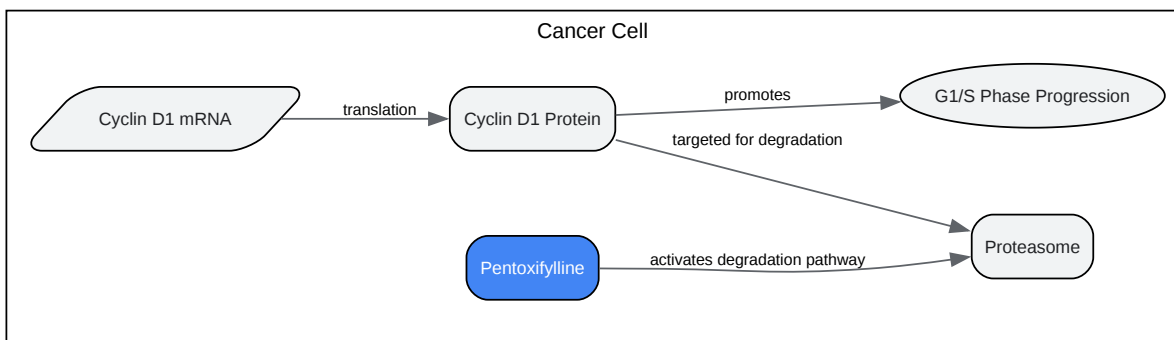 Cancer Cell
Cyclin D1 mRNA
translation
Cyclin D1 Protein
promotes
G1/S Phase Progression
targeted for degradation
Pentoxifylline
activates degradation pathway
Proteasome